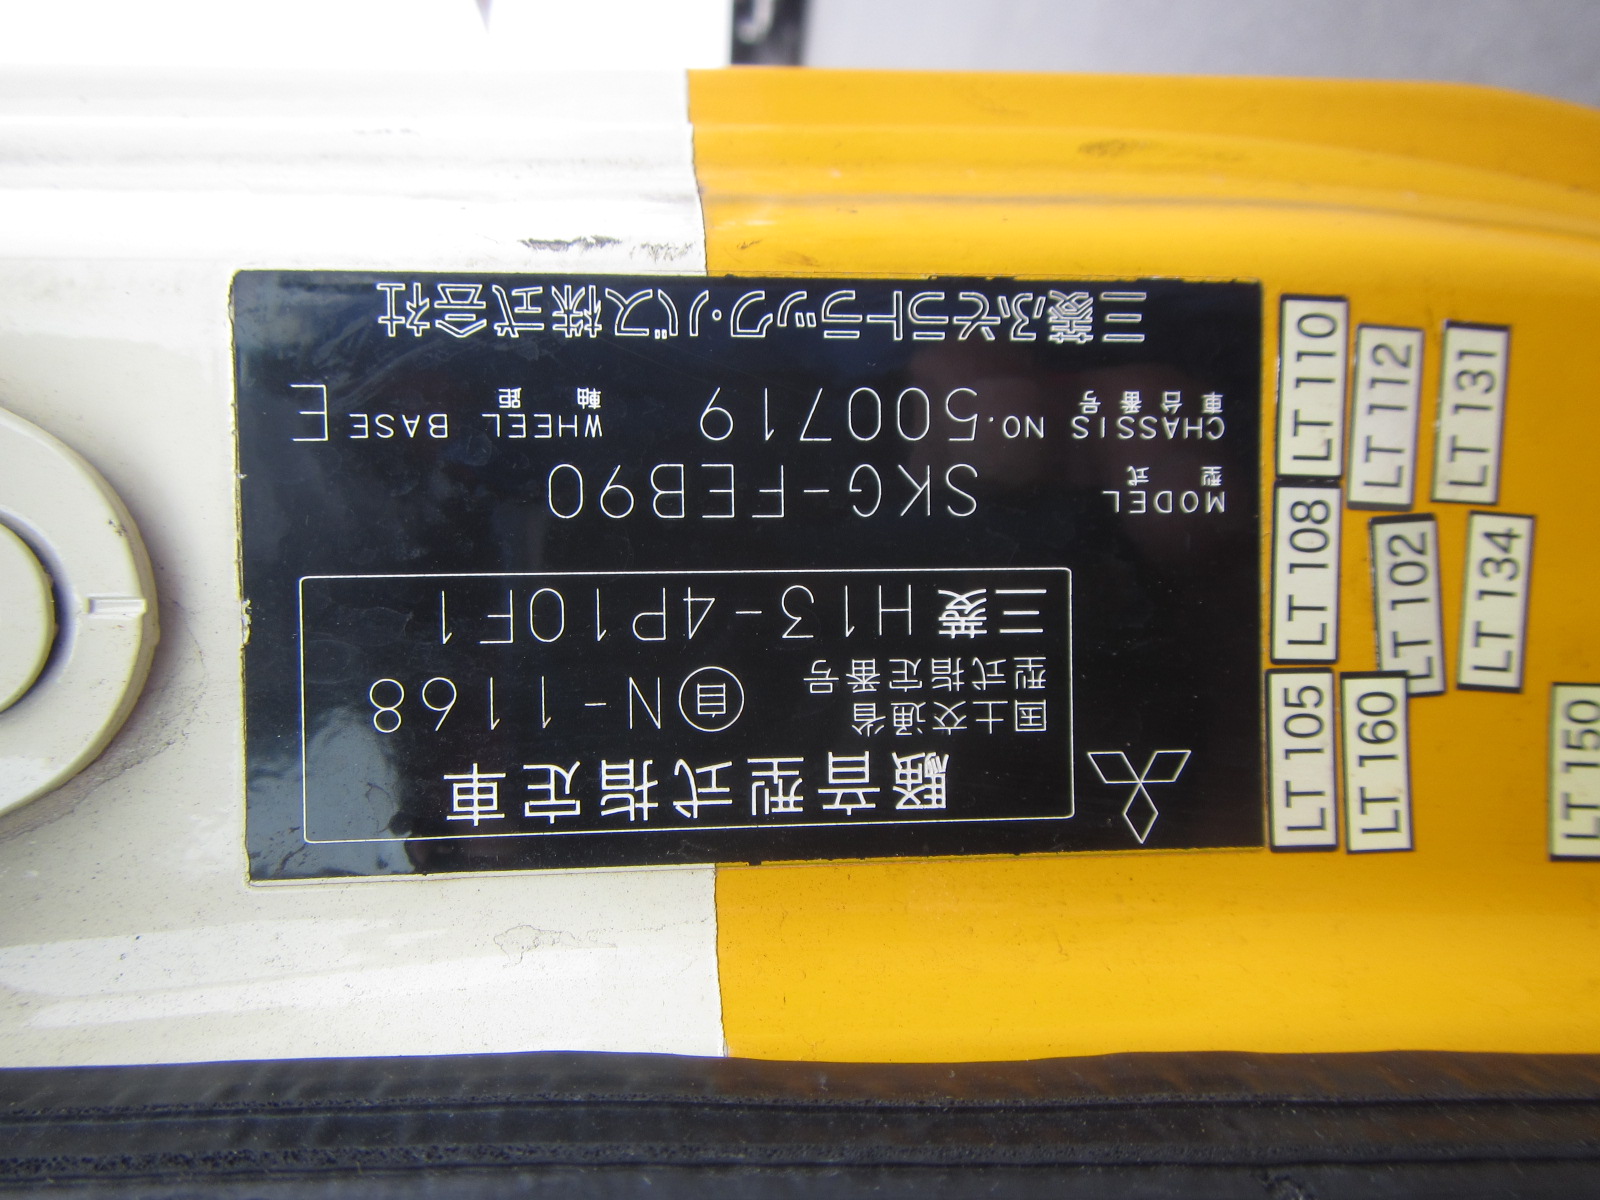 騒音型式指定車
国土交通省 ㉂ N-1168
型式指定番号
三菱 H13-4P10F1
MODEL
型式 SKG-FEB90
CHASSIS NO. 500719 WHEEL BASE E
車台番号 軸距
三菱ふそうトラック・バス株式会社
LT 110
LT 112
LT 131
LT 108
LT 102
LT 134
LT 105
LT 160
LT 150